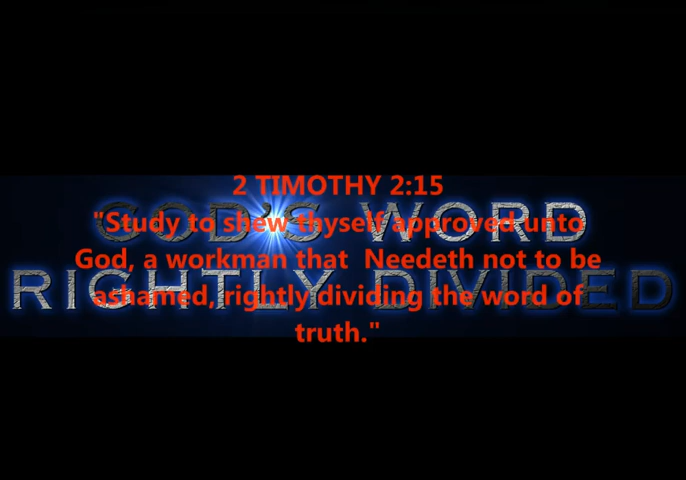 2 TIMOTHY 2:15
GOD'S WORD
"Study to shew thyself approved unto
God, a workman that Needeth not to be
RIGHTLY DIVIDED
ashamed, rightly dividing the word of
truth."